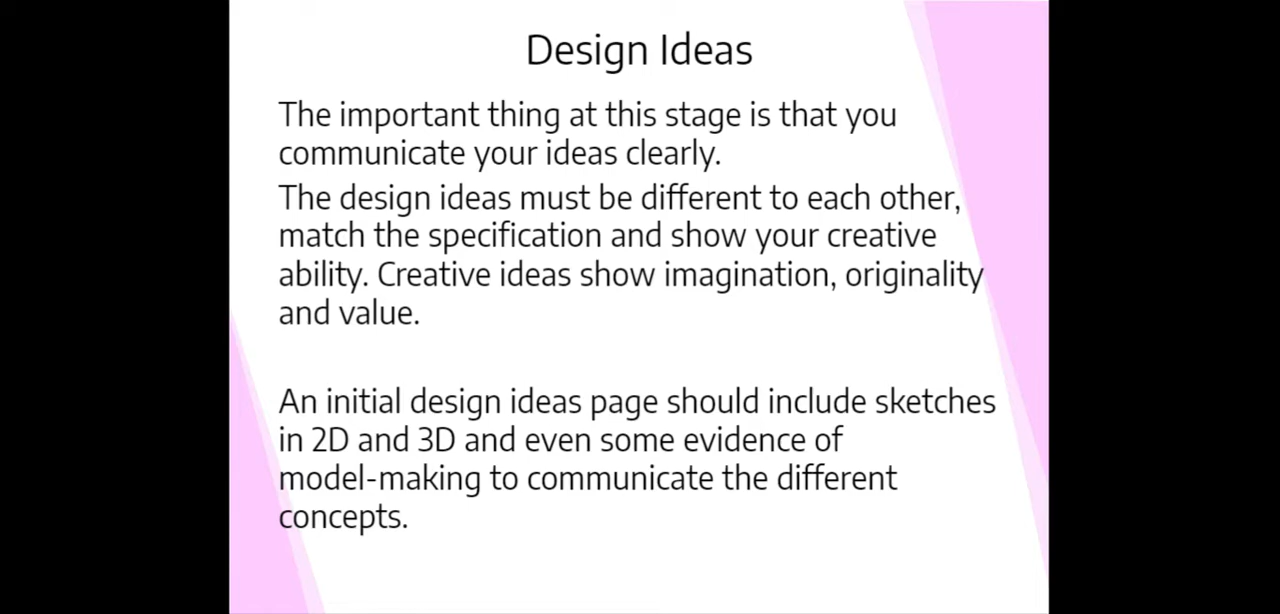 Design Ideas
The important thing at this stage is that you
communicate your ideas clearly.
The design ideas must be different to each other,
match the specification and show your creative
ability. Creative ideas show imagination, originality
and value.
An initial design ideas page should include sketches
in 2D and 3D and even some evidence of
model-making to communicate the different
concepts.